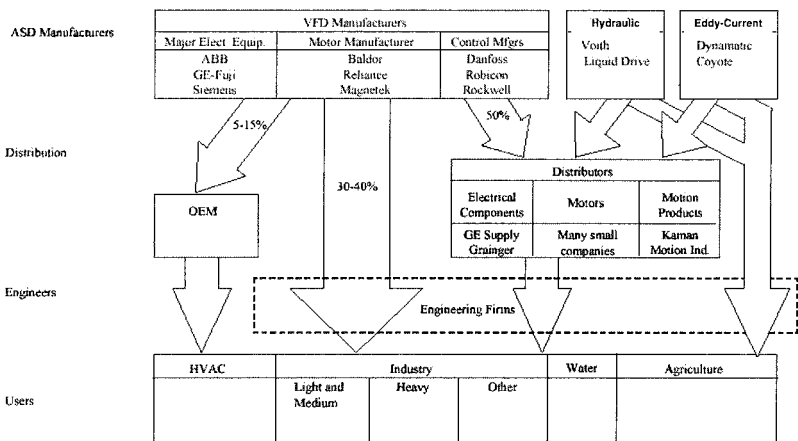 ASD Manufacturers
VFD Manufacturers
Major Elect. Equip.
Motor Manufacturer
Control Mfgrs
ABB
GE-Fuji
Siemens
Baldor
Reliance
Magnetek
Danfoss
Robicon
Rockwell
Hydraulic
Voith
Liquid Drive
Eddy-Current
Dynamatic
Coyote
5-15%
30-40%
50%
Distribution
OEM
Distributors
Electrical
Components
Motors
Motion
Products
GE Supply
Grainger
Many small
companies
Kaman
Motion Ind.
Engineers
Engineering Firms
Users
HVAC
Industry
Water
Agriculture
Light and
Medium
Heavy
Other